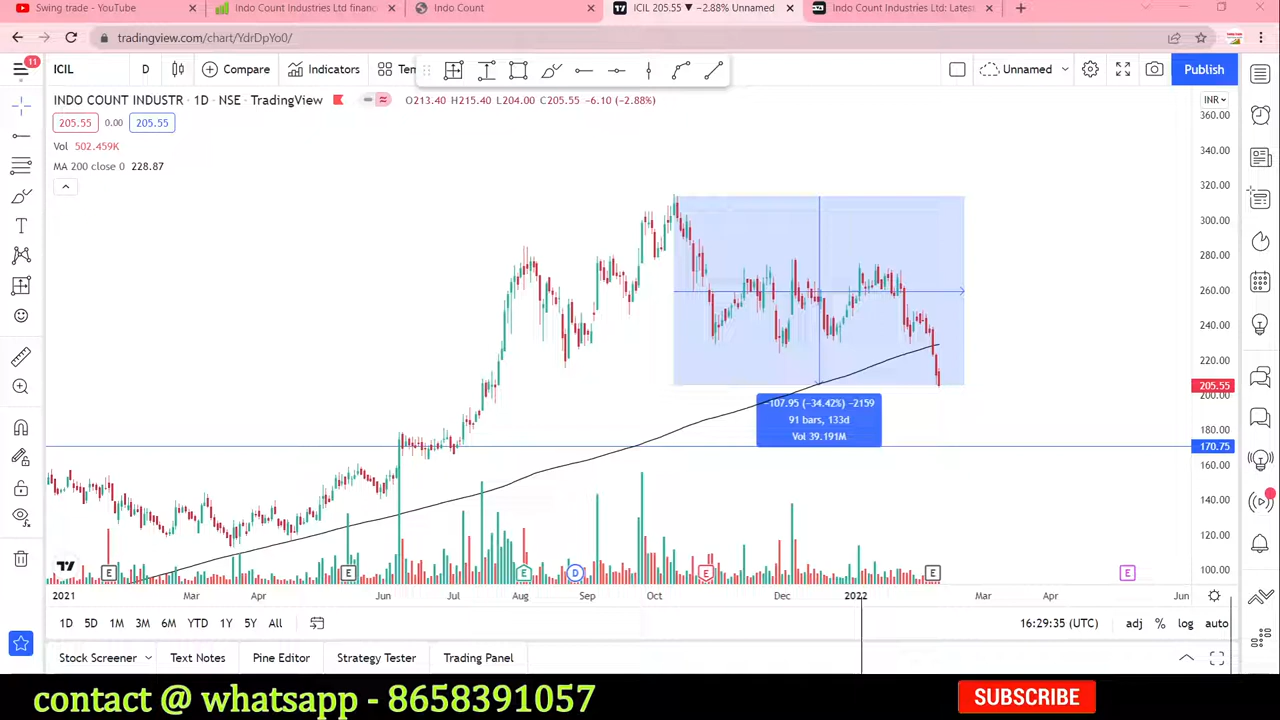 Swing trade - YouTube
Indo Count Industries Ltd financ
Indo Count
ICIL 205.55 ▼ −2.88% Unnamed
Indo Count Industries Ltd: Latest
tradingview.com/chart/YdrDpYo0/
11
ICIL
D
Compare
Indicators
Tem
Unnamed
Publish
INDO COUNT INDUSTR · 1D · NSE · TradingView
O213.40 H215.40 L204.00 C205.55 −6.10 (−2.88%)
INR
205.55 0.00 205.55
Vol 502.459K
MA 200 close 0 228.87
360.00
340.00
320.00
300.00
280.00
260.00
240.00
220.00
205.55
200.00
180.00
170.75
160.00
140.00
120.00
100.00
-107.95 (−34.42%) −2159
91 bars, 133d
Vol 39.191M
E E E D E E E
2021 Mar Apr Jun Jul Aug Sep Oct Dec 2022 Mar Apr Jun
1D 5D 1M 3M 6M YTD 1Y 5Y All
16:29:35 (UTC) adj % log auto
Stock Screener Text Notes Pine Editor Strategy Tester Trading Panel
contact @ whatsapp - 8658391057
SUBSCRIBE